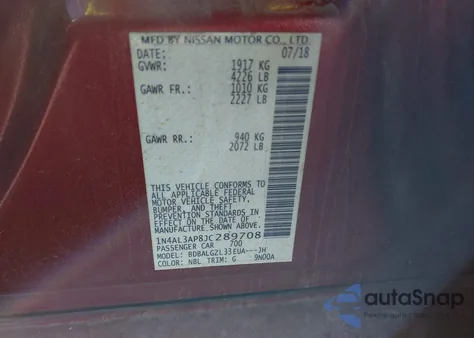 MFD BY NISSAN MOTOR CO., LTD.
DATE: 07/18
GVWR: 1917 KG
4226 LB
GAWR FR.: 1010 KG
2227 LB
GAWR RR.: 940 KG
2072 LB
THIS VEHICLE CONFORMS TO
ALL APPLICABLE FEDERAL
MOTOR VEHICLE SAFETY,
BUMPER, AND THEFT
PREVENTION STANDARDS IN
EFFECT ON THE DATE OF
MANUFACTURE SHOWN ABOVE.
1N4AL3AP8JC289708
PASSENGER CAR 700
MODEL: BDBALGZL33EUA---JH
COLOR: NBL TRIM: G 9N00A
autoSnap